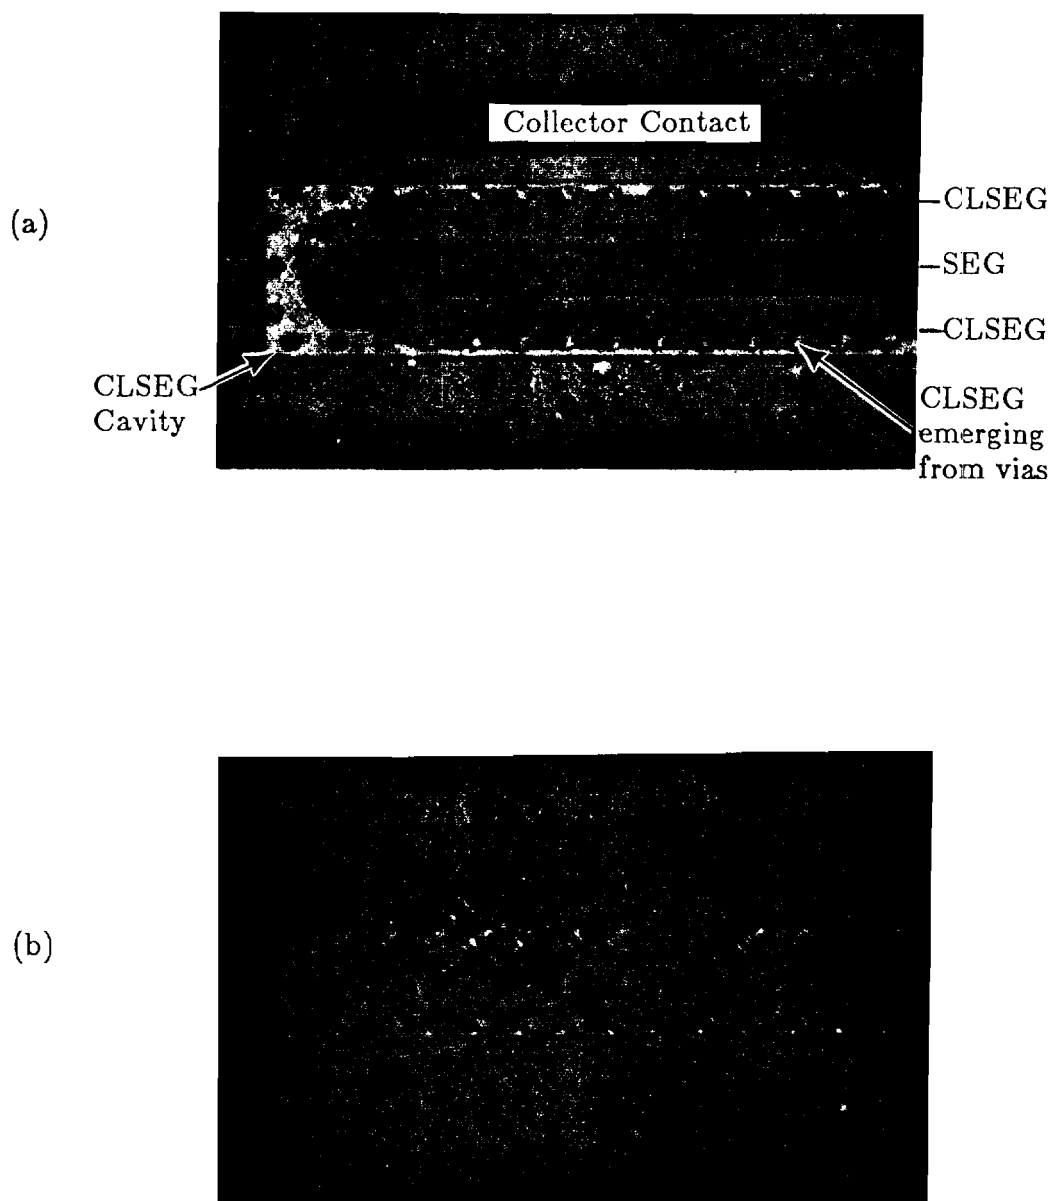 Collector Contact
(a)
CLSEG
SEG
CLSEG
CLSEG
Cavity
CLSEG
emerging
from vias
(b)